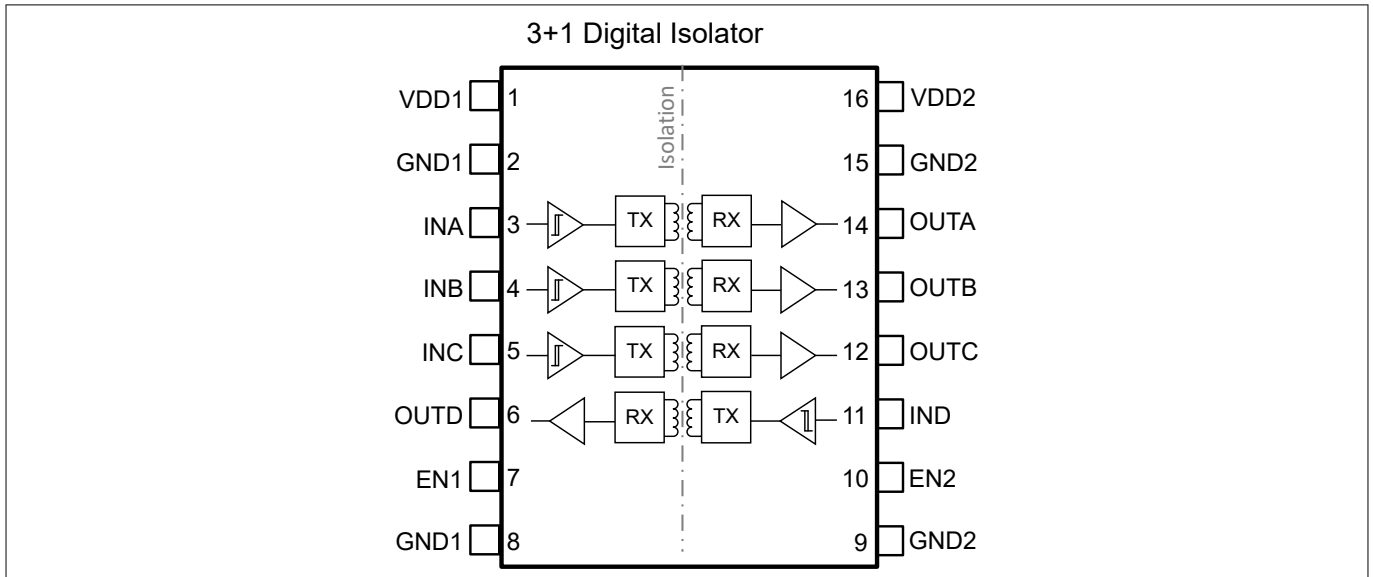 3+1 Digital Isolator
Isolation
VDD1 1 16 VDD2
GND1 2 15 GND2
INA 3 TX RX 14 OUTA
INB 4 TX RX 13 OUTB
INC 5 TX RX 12 OUTC
OUTD 6 RX TX 11 IND
EN1 7 10 EN2
GND1 8 9 GND2